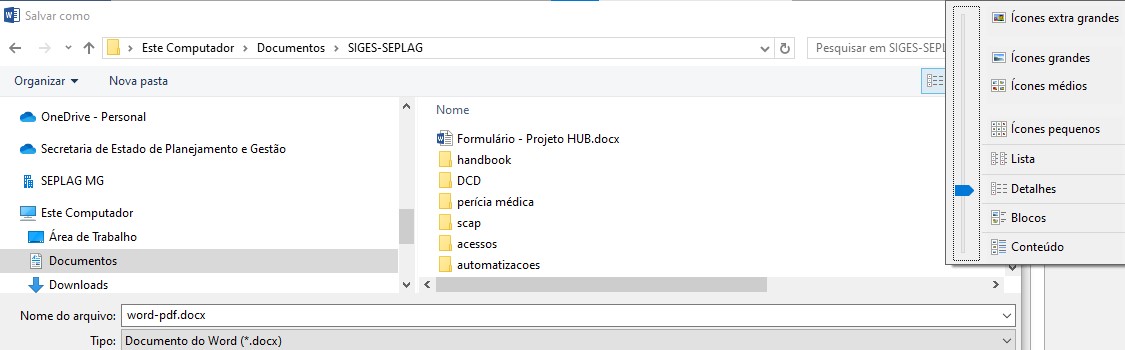 Salvar como
Este Computador > Documentos > SIGES-SEPLAG
Pesquisar em SIGES-SEPL
Organizar
Nova pasta
OneDrive - Personal
Secretaria de Estado de Planejamento e Gestão
SEPLAG MG
Este Computador
Área de Trabalho
Documentos
Downloads
Nome
Formulário - Projeto HUB.docx
handbook
DCD
perícia médica
scap
acessos
automatizacoes
Nome do arquivo: word-pdf.docx
Tipo: Documento do Word (*.docx)
Ícones extra grandes
Ícones grandes
Ícones médios
Ícones pequenos
Lista
Detalhes
Blocos
Conteúdo